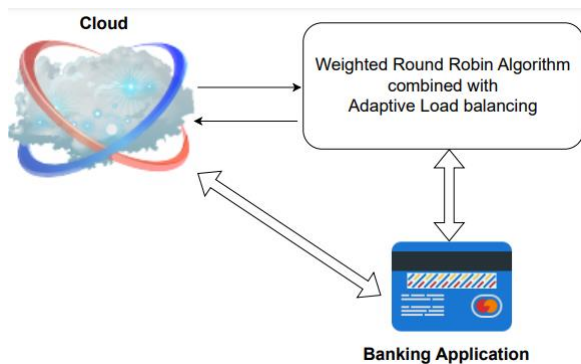 Cloud
Weighted Round Robin Algorithm
combined with
Adaptive Load balancing
Banking Application